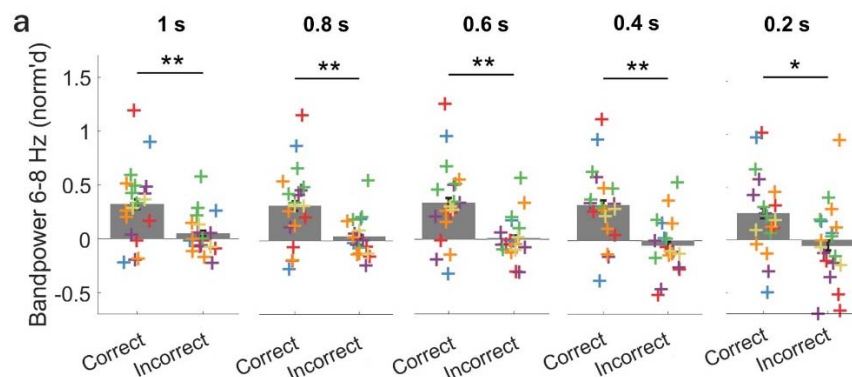 a
1 s 0.8 s 0.6 s 0.4 s 0.2 s
** ** ** ** *
Bandpower 6-8 Hz (norm'd)
1.5
1
0.5
0
-0.5
Correct Incorrect Correct Incorrect Correct Incorrect Correct Incorrect Correct Incorrect